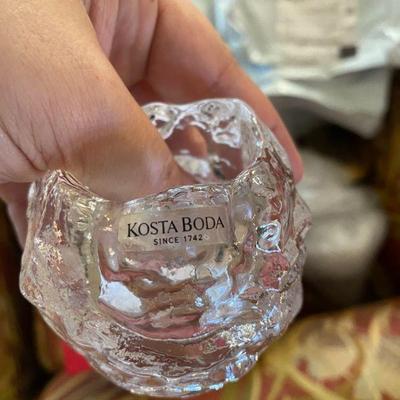 KOSTA BODA
SINCE 1742